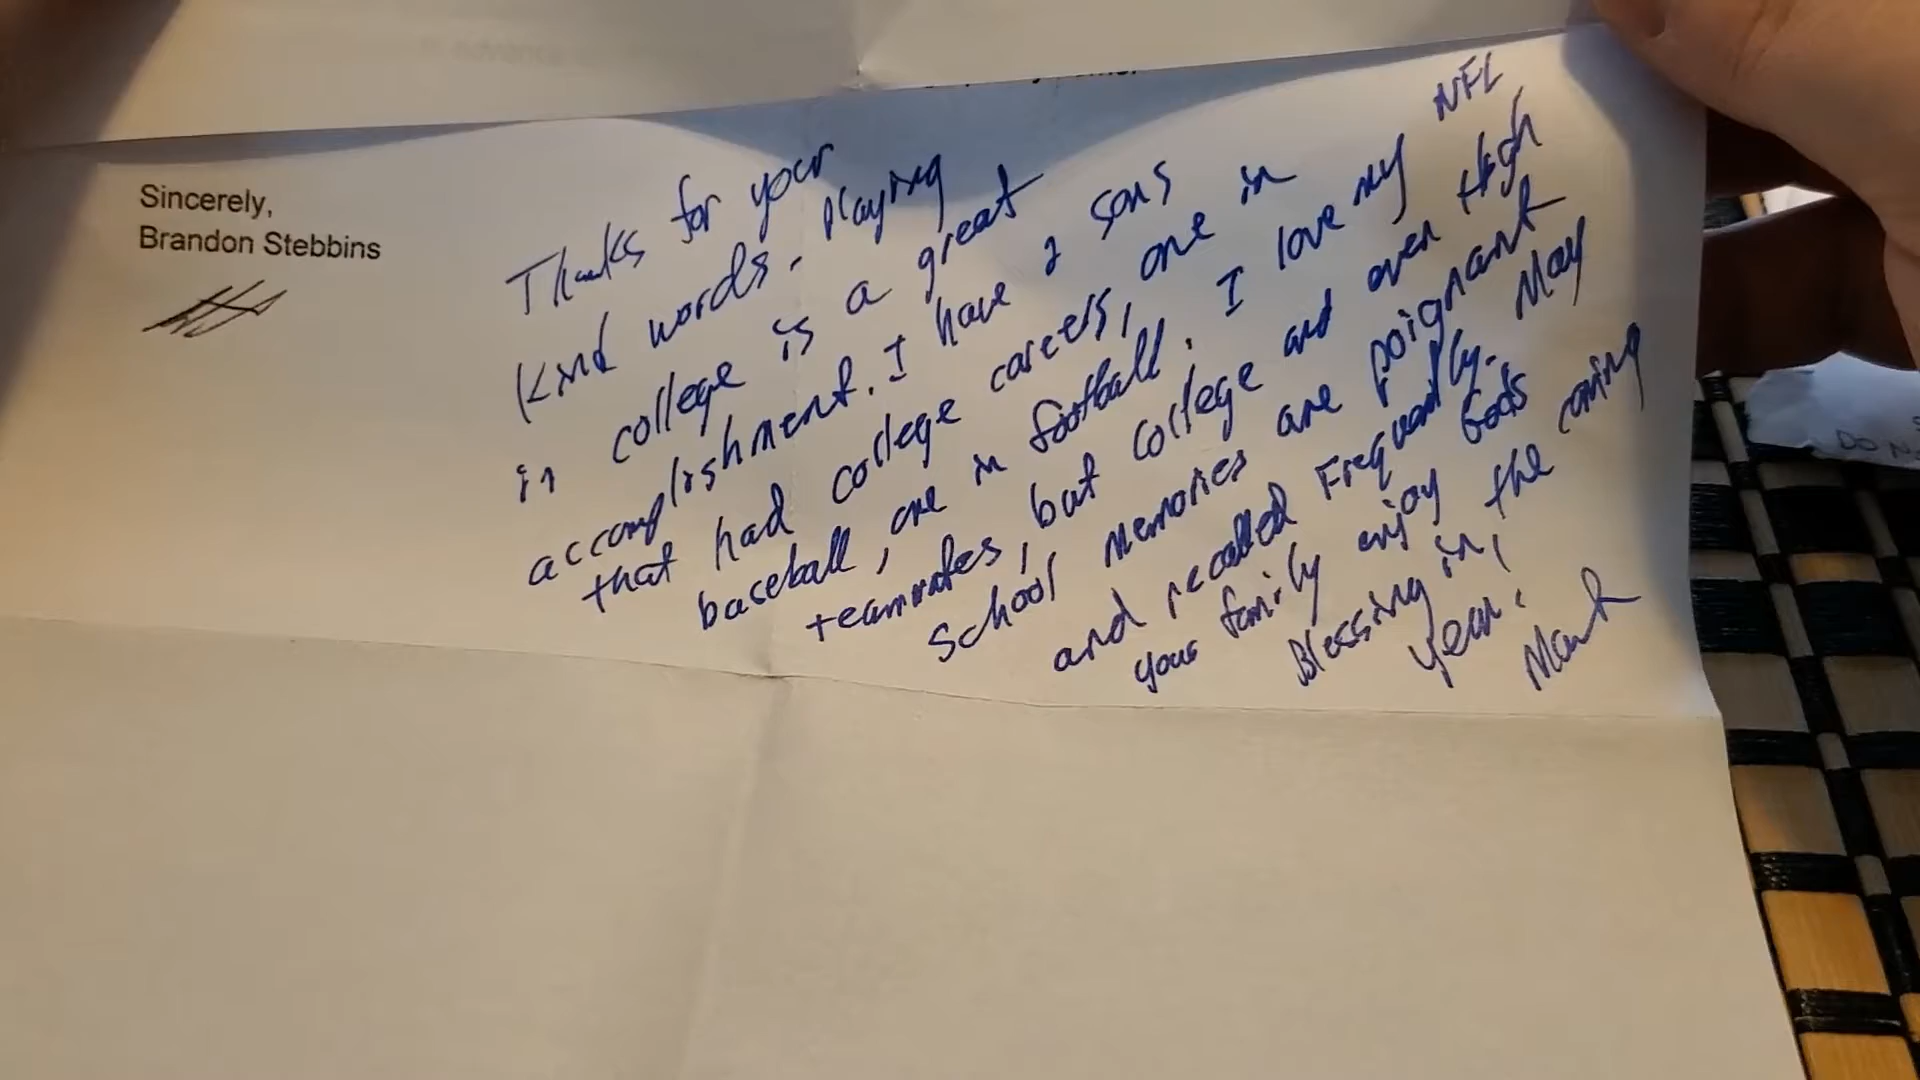 Sincerely,
Brandon Stebbins
Thanks for your
Kind words. Playing
in college is a great
accomplishment. I have 2 sons
that had college careers, one in
baseball, one in football. I love my NFL
teammates, but college and even High
School memories are poignant
and recalled Frequently. May
your family enjoy Gods
Blessing in, the coming
year.
Mark
DO NO